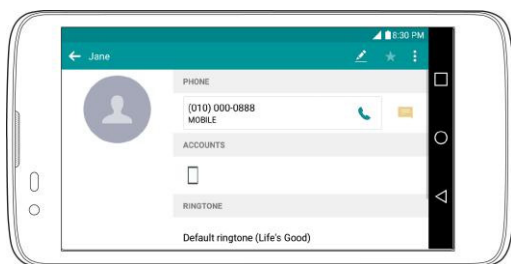 8:30 PM
Jane
PHONE
(010) 000-0888
MOBILE
ACCOUNTS
RINGTONE
Default ringtone (Life's Good)